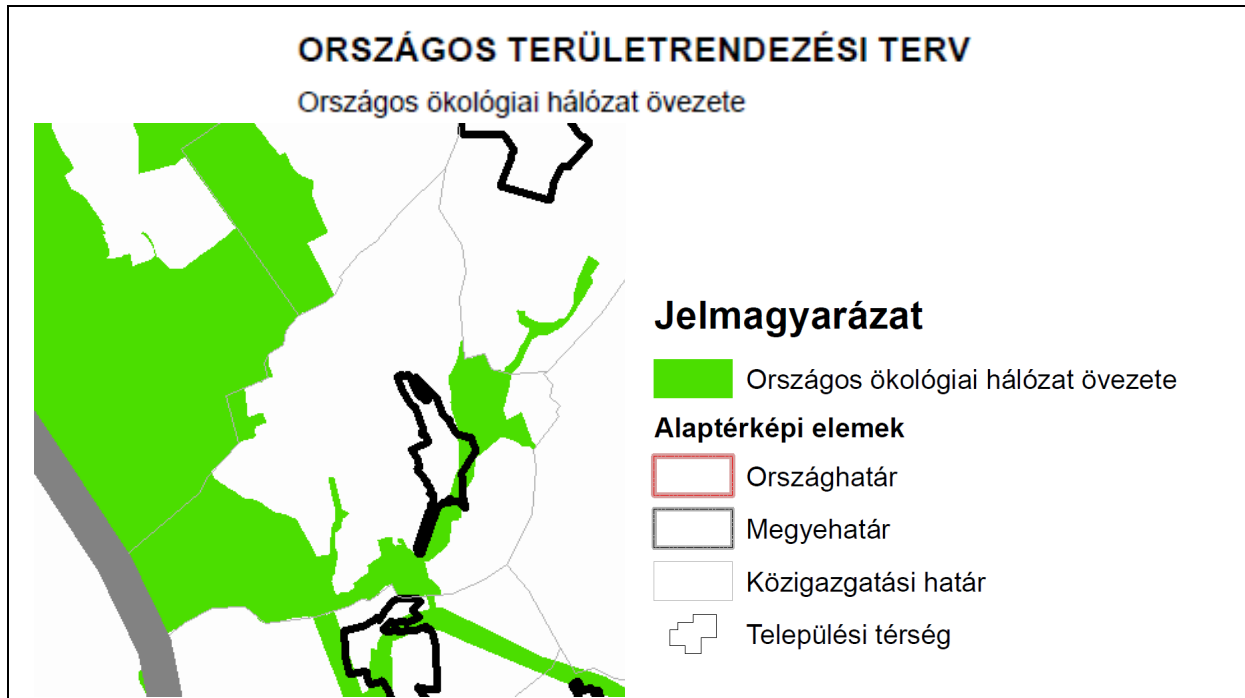 ORSZÁGOS TERÜLETRENDEZÉSI TERV
Országos ökológiai hálózat övezete
Jelmagyarázat
Országos ökológiai hálózat övezete
Alaptérképi elemek
Országhatár
Megyehatár
Közigazgatási határ
Települési térség